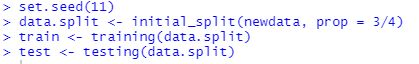 > set.seed(11)
> data.split <- initial_split(newdata, prop = 3/4)
> train <- training(data.split)
> test <- testing(data.split)